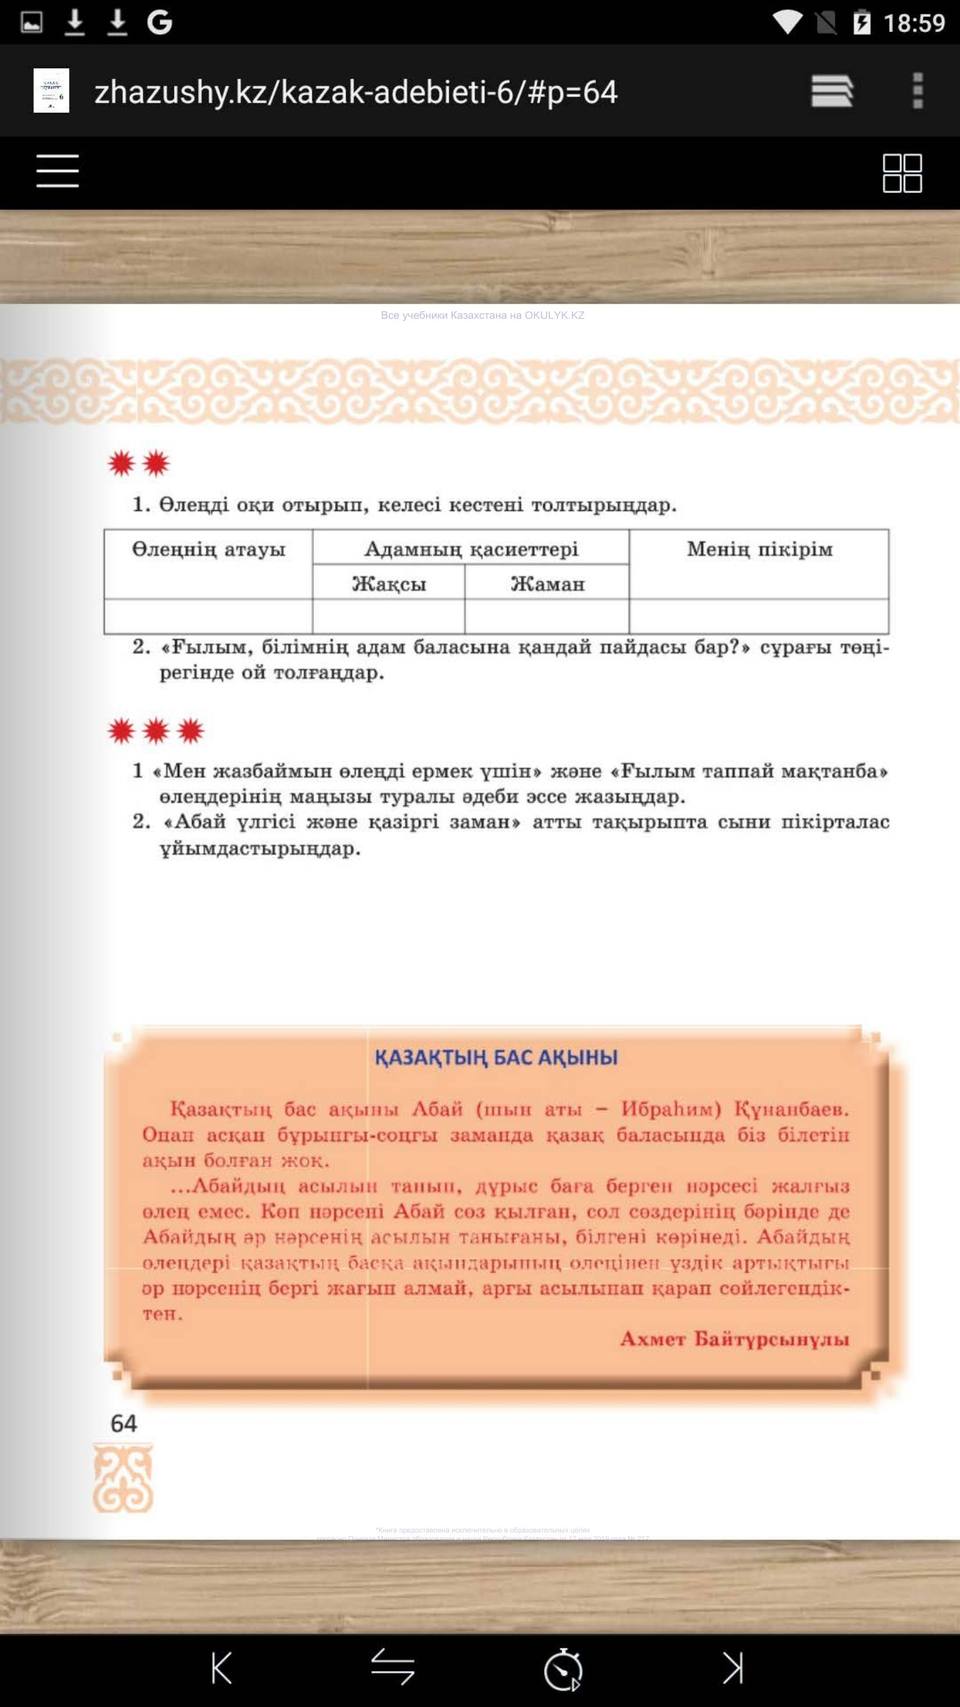 18:59
zhazushy.kz/kazak-adebieti-6/#p=64
Все учебники Казахстана на OKULYK.KZ
1. Өлеңді оқи отырып, келесі кестені толтырыңдар.
Өлеңнің атауы
Адамның қасиеттері
Менің пікірім
Жақсы
Жаман
2. «Ғылым, білімнің адам баласына қандай пайдасы бар?» сұрағы төңі-
регінде ой толғаңдар.
1 «Мен жазбаймын өлеңді ермек үшін» және «Ғылым таппай мақтанба»
өлеңдерінің маңызы туралы әдеби эссе жазыңдар.
2. «Абай үлгісі және қазіргі заман» атты тақырыпта сыни пікірталас
ұйымдастырыңдар.
ҚАЗАҚТЫҢ БАС АҚЫНЫ
Қазақтың бас ақыны Абай (шын аты – Ибраһим) Құнанбаев.
Онан асқан бұрынғы-соңғы заманда қазақ баласында біз білетін
ақын болған жоқ.
...Абайдың асылын танып, дұрыс баға берген нәрсесі жалғыз
өлең емес. Көп нәрсені Абай сөз қылған, сол сөздерінің бәрінде де
Абайдың әр нәрсенің асылын танығаны, білгені көрінеді. Абайдың
өлеңдері қазақтың басқа ақындарының өлеңінен үздік артықтығы
әр нәрсенің бергі жағын алмай, арғы асылынан қарап сөйлегендік-
тен.
Ахмет Байтұрсынұлы
64
*Книга предоставлена исключительно в образовательных целях